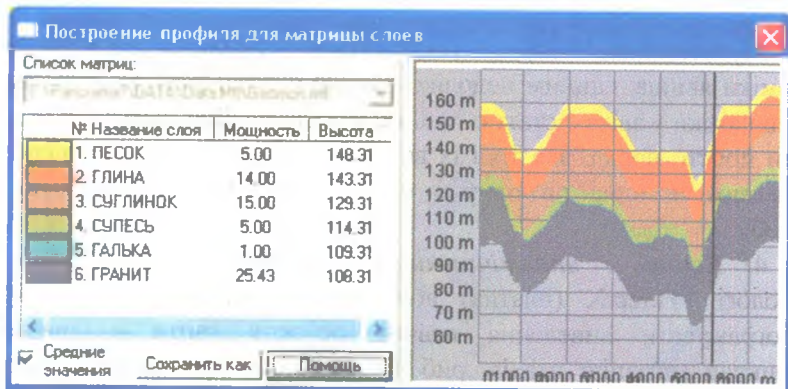 Построение профиля для матрицы слоев
Список матриц:
№ Название слоя Мощность Высота
1. ПЕСОК 5.00 148.31
2. ГЛИНА 14.00 143.31
3. СУГЛИНОК 15.00 129.31
4. СУПЕСЬ 5.00 114.31
5. ГАЛЬКА 1.00 109.31
6. ГРАНИТ 25.43 108.31
Средние
значения
Сохранить как
Помощь
160 m
150 m
140 m
130 m
120 m
110 m
100 m
90 m
80 m
70 m
60 m